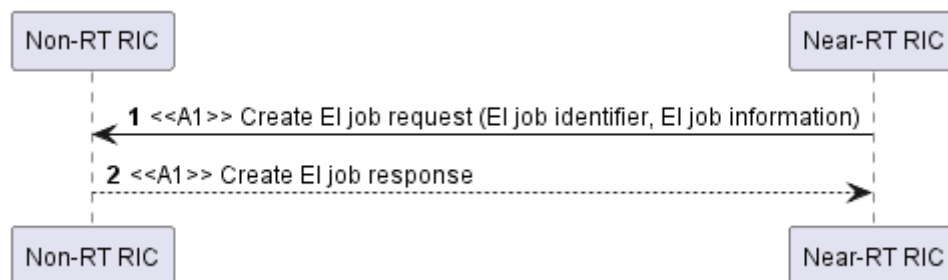 Non-RT RIC
Near-RT RIC
1 <<A1>> Create EI job request (EI job identifier, EI job information)
2 <<A1>> Create EI job response
Non-RT RIC
Near-RT RIC